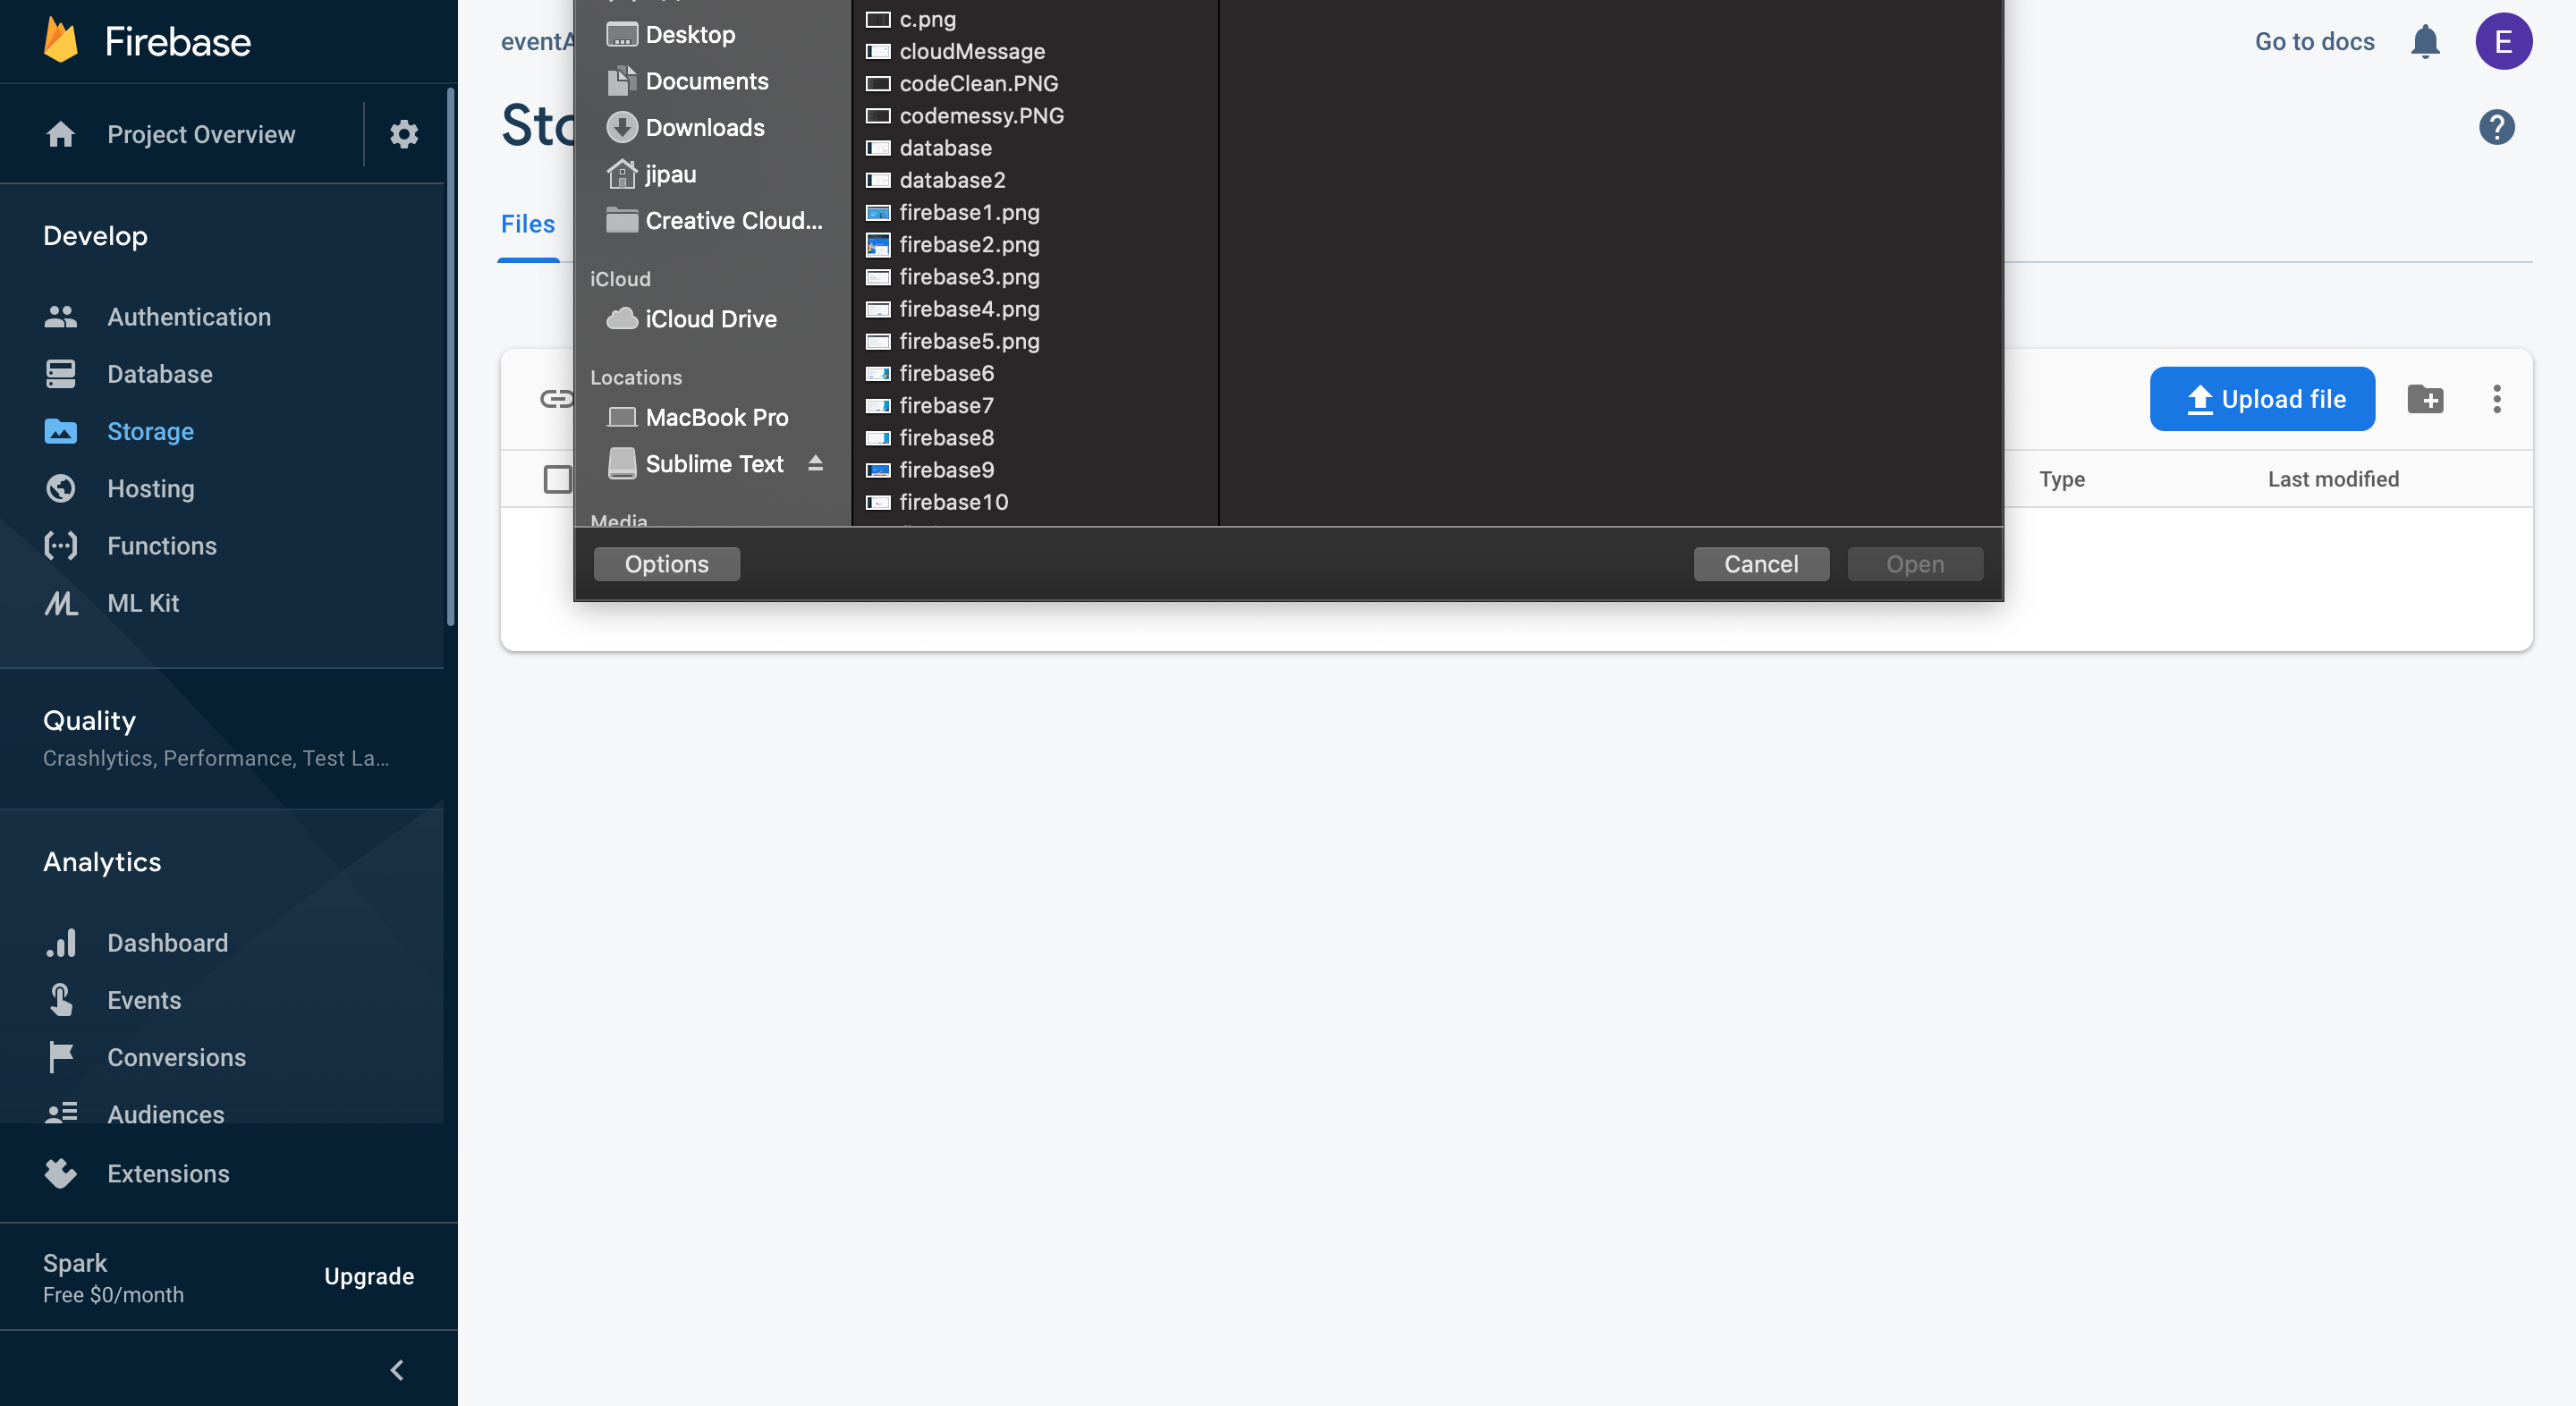 Firebase
Project Overview
Develop
Authentication
Database
Storage
Hosting
Functions
ML Kit
Quality
Crashlytics, Performance, Test La...
Analytics
Dashboard
Events
Conversions
Audiences
Extensions
Spark
Free $0/month
Upgrade
eventA
Go to docs
E
Sto
Files
Desktop
Documents
Downloads
jipau
Creative Cloud...
iCloud
iCloud Drive
Locations
MacBook Pro
Sublime Text
Media
c.png
cloudMessage
codeClean.PNG
codemessy.PNG
database
database2
firebase1.png
firebase2.png
firebase3.png
firebase4.png
firebase5.png
firebase6
firebase7
firebase8
firebase9
firebase10
Options
Cancel
Open
Upload file
Type
Last modified